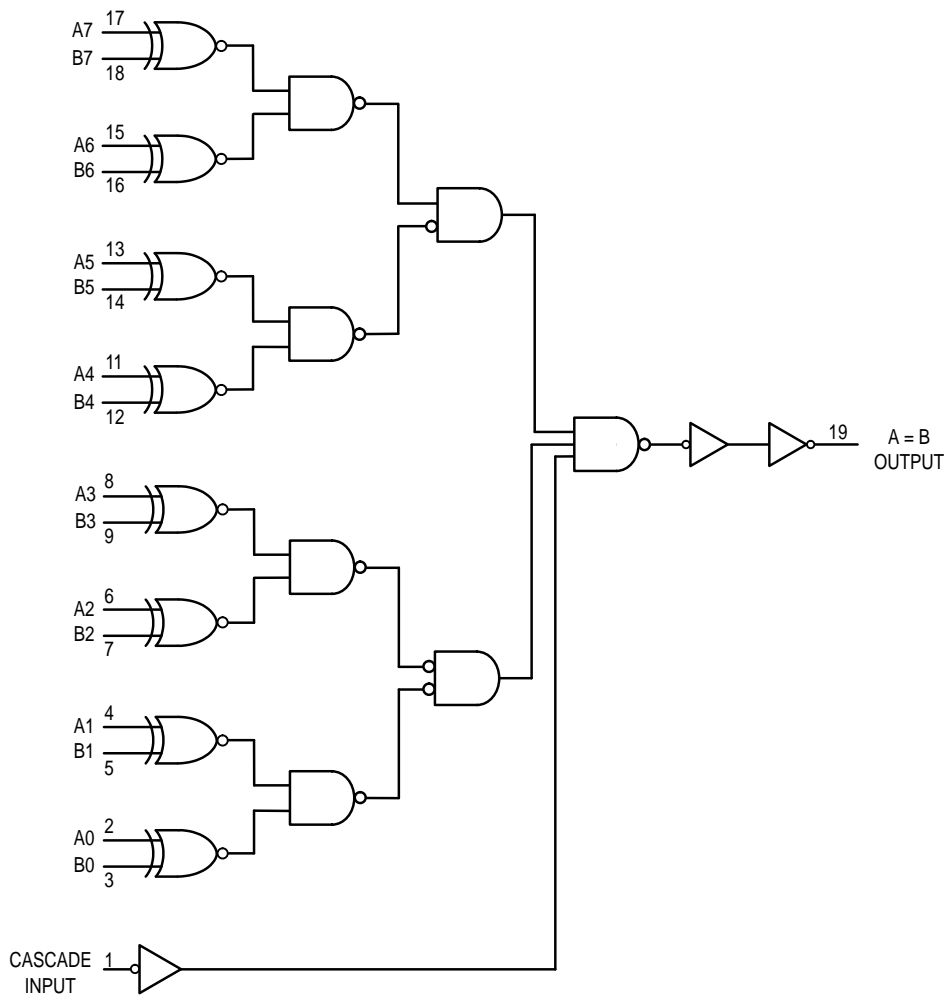 A7 17
B7 18
A6 15
B6 16
A5 13
B5 14
A4 11
B4 12
A3 8
B3 9
A2 6
B2 7
A1 4
B1 5
A0 2
B0 3
CASCADE 1
INPUT
19 A = B
OUTPUT